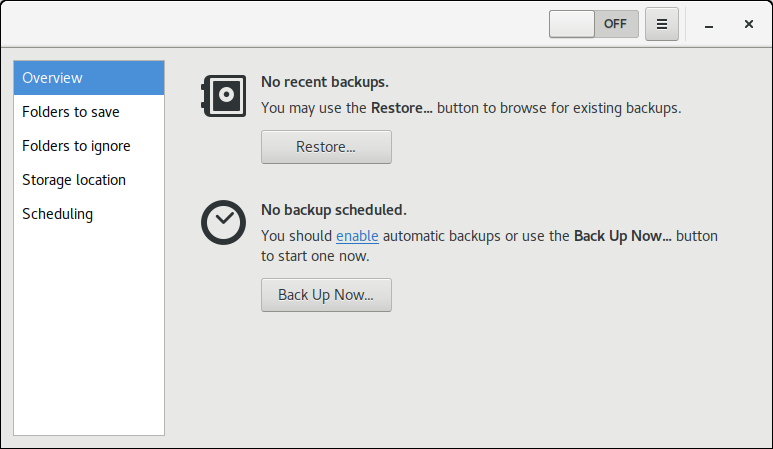 OFF
Overview
Folders to save
Folders to ignore
Storage location
Scheduling
No recent backups.
You may use the Restore... button to browse for existing backups.
Restore...
No backup scheduled.
You should enable automatic backups or use the Back Up Now... button
to start one now.
Back Up Now...